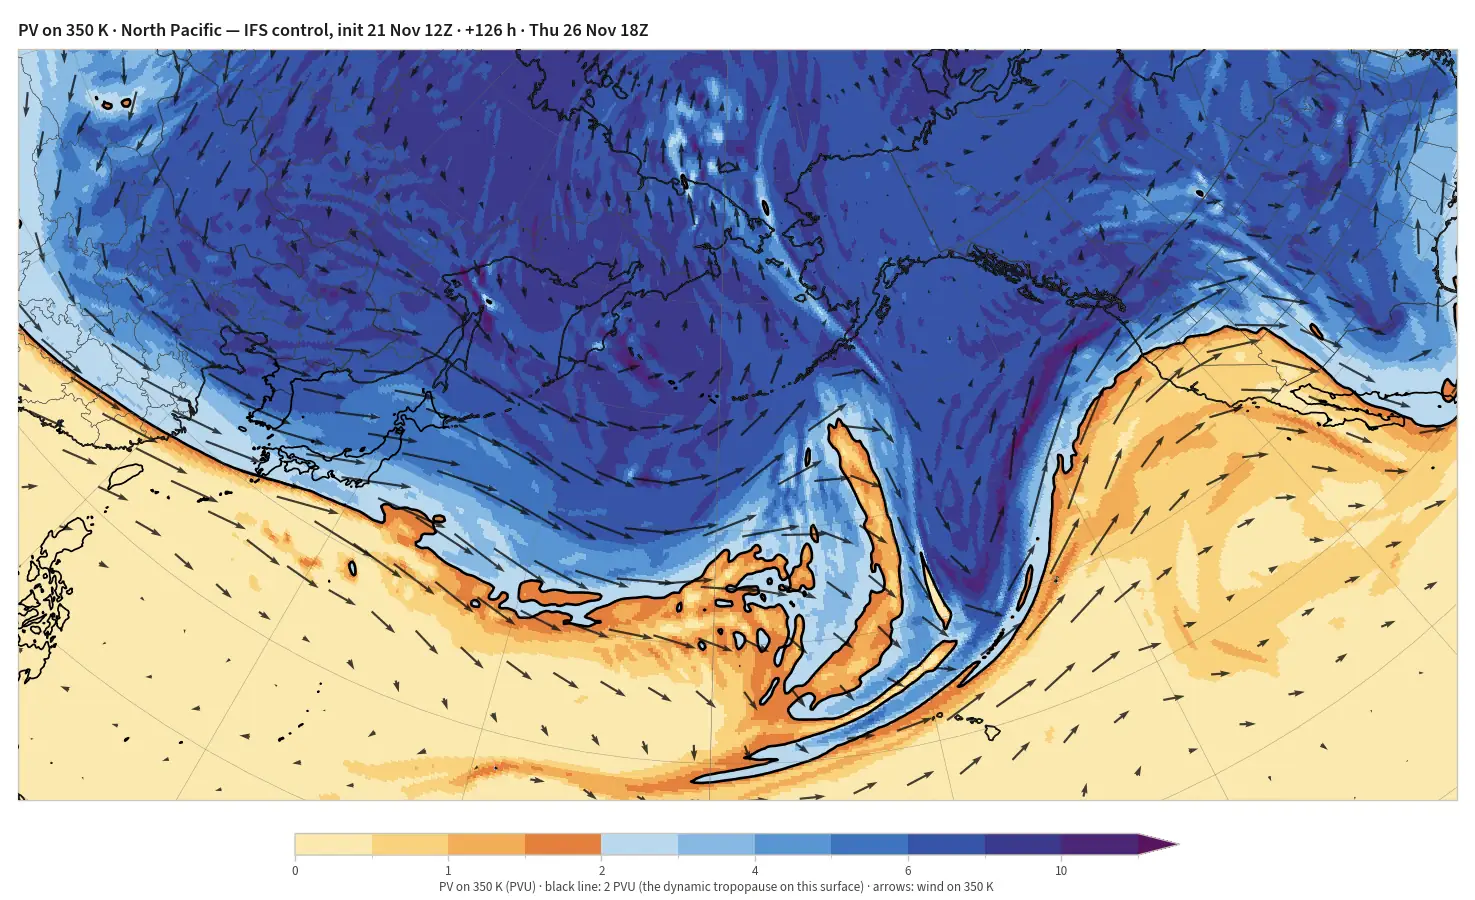 PV on 350 K · North Pacific — IFS control, init 21 Nov 12Z · +126 h · Thu 26 Nov 18Z
0 1 2 4 6 10
PV on 350 K (PVU) · black line: 2 PVU (the dynamic tropopause on this surface) · arrows: wind on 350 K